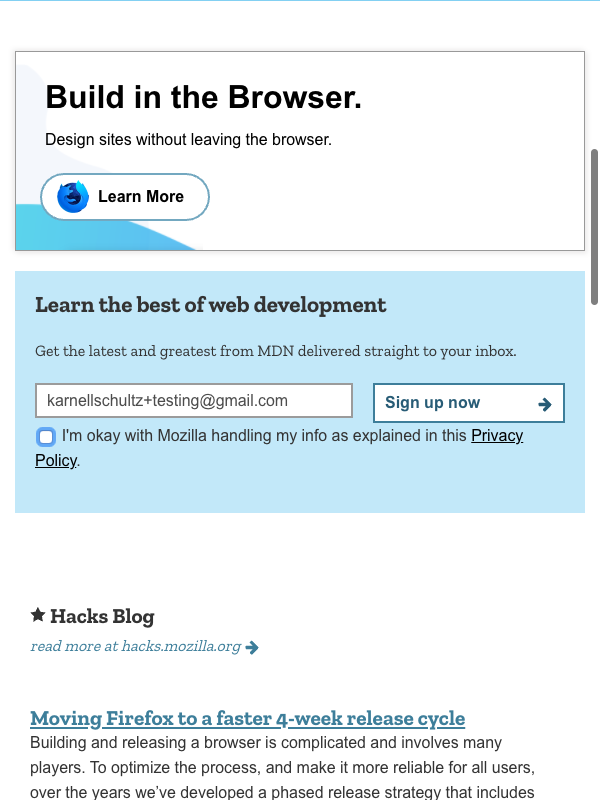 Build in the Browser.
Design sites without leaving the browser.
Learn More
Learn the best of web development
Get the latest and greatest from MDN delivered straight to your inbox.
karnellschultz+testing@gmail.com
Sign up now
I'm okay with Mozilla handling my info as explained in this Privacy
Policy.
Hacks Blog
read more at hacks.mozilla.org
Moving Firefox to a faster 4-week release cycle
Building and releasing a browser is complicated and involves many
players. To optimize the process, and make it more reliable for all users,
over the years we’ve developed a phased release strategy that includes